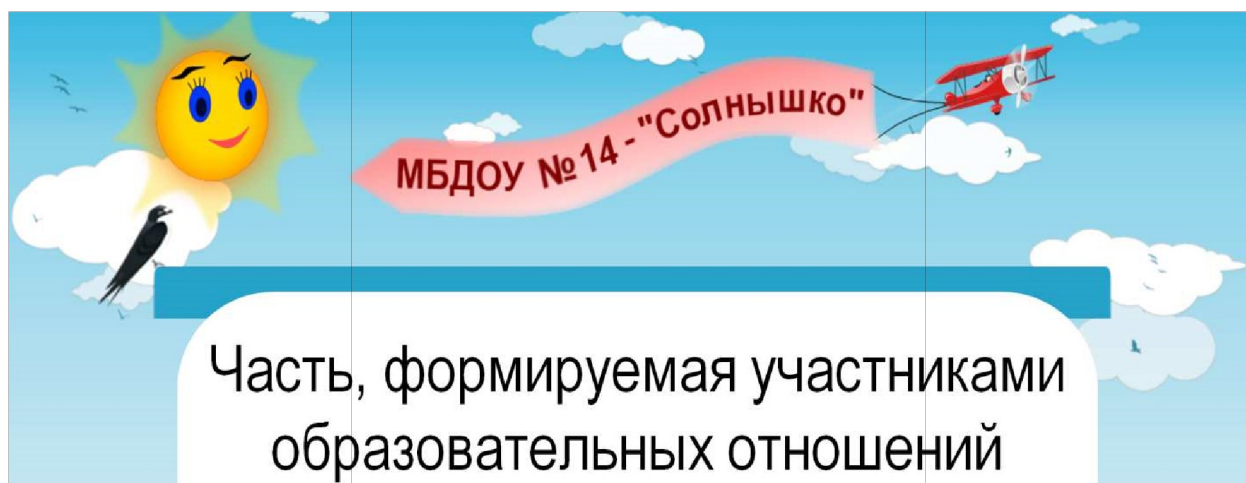 МБДОУ №14 - "Солнышко"
Часть, формируемая участниками
образовательных отношений